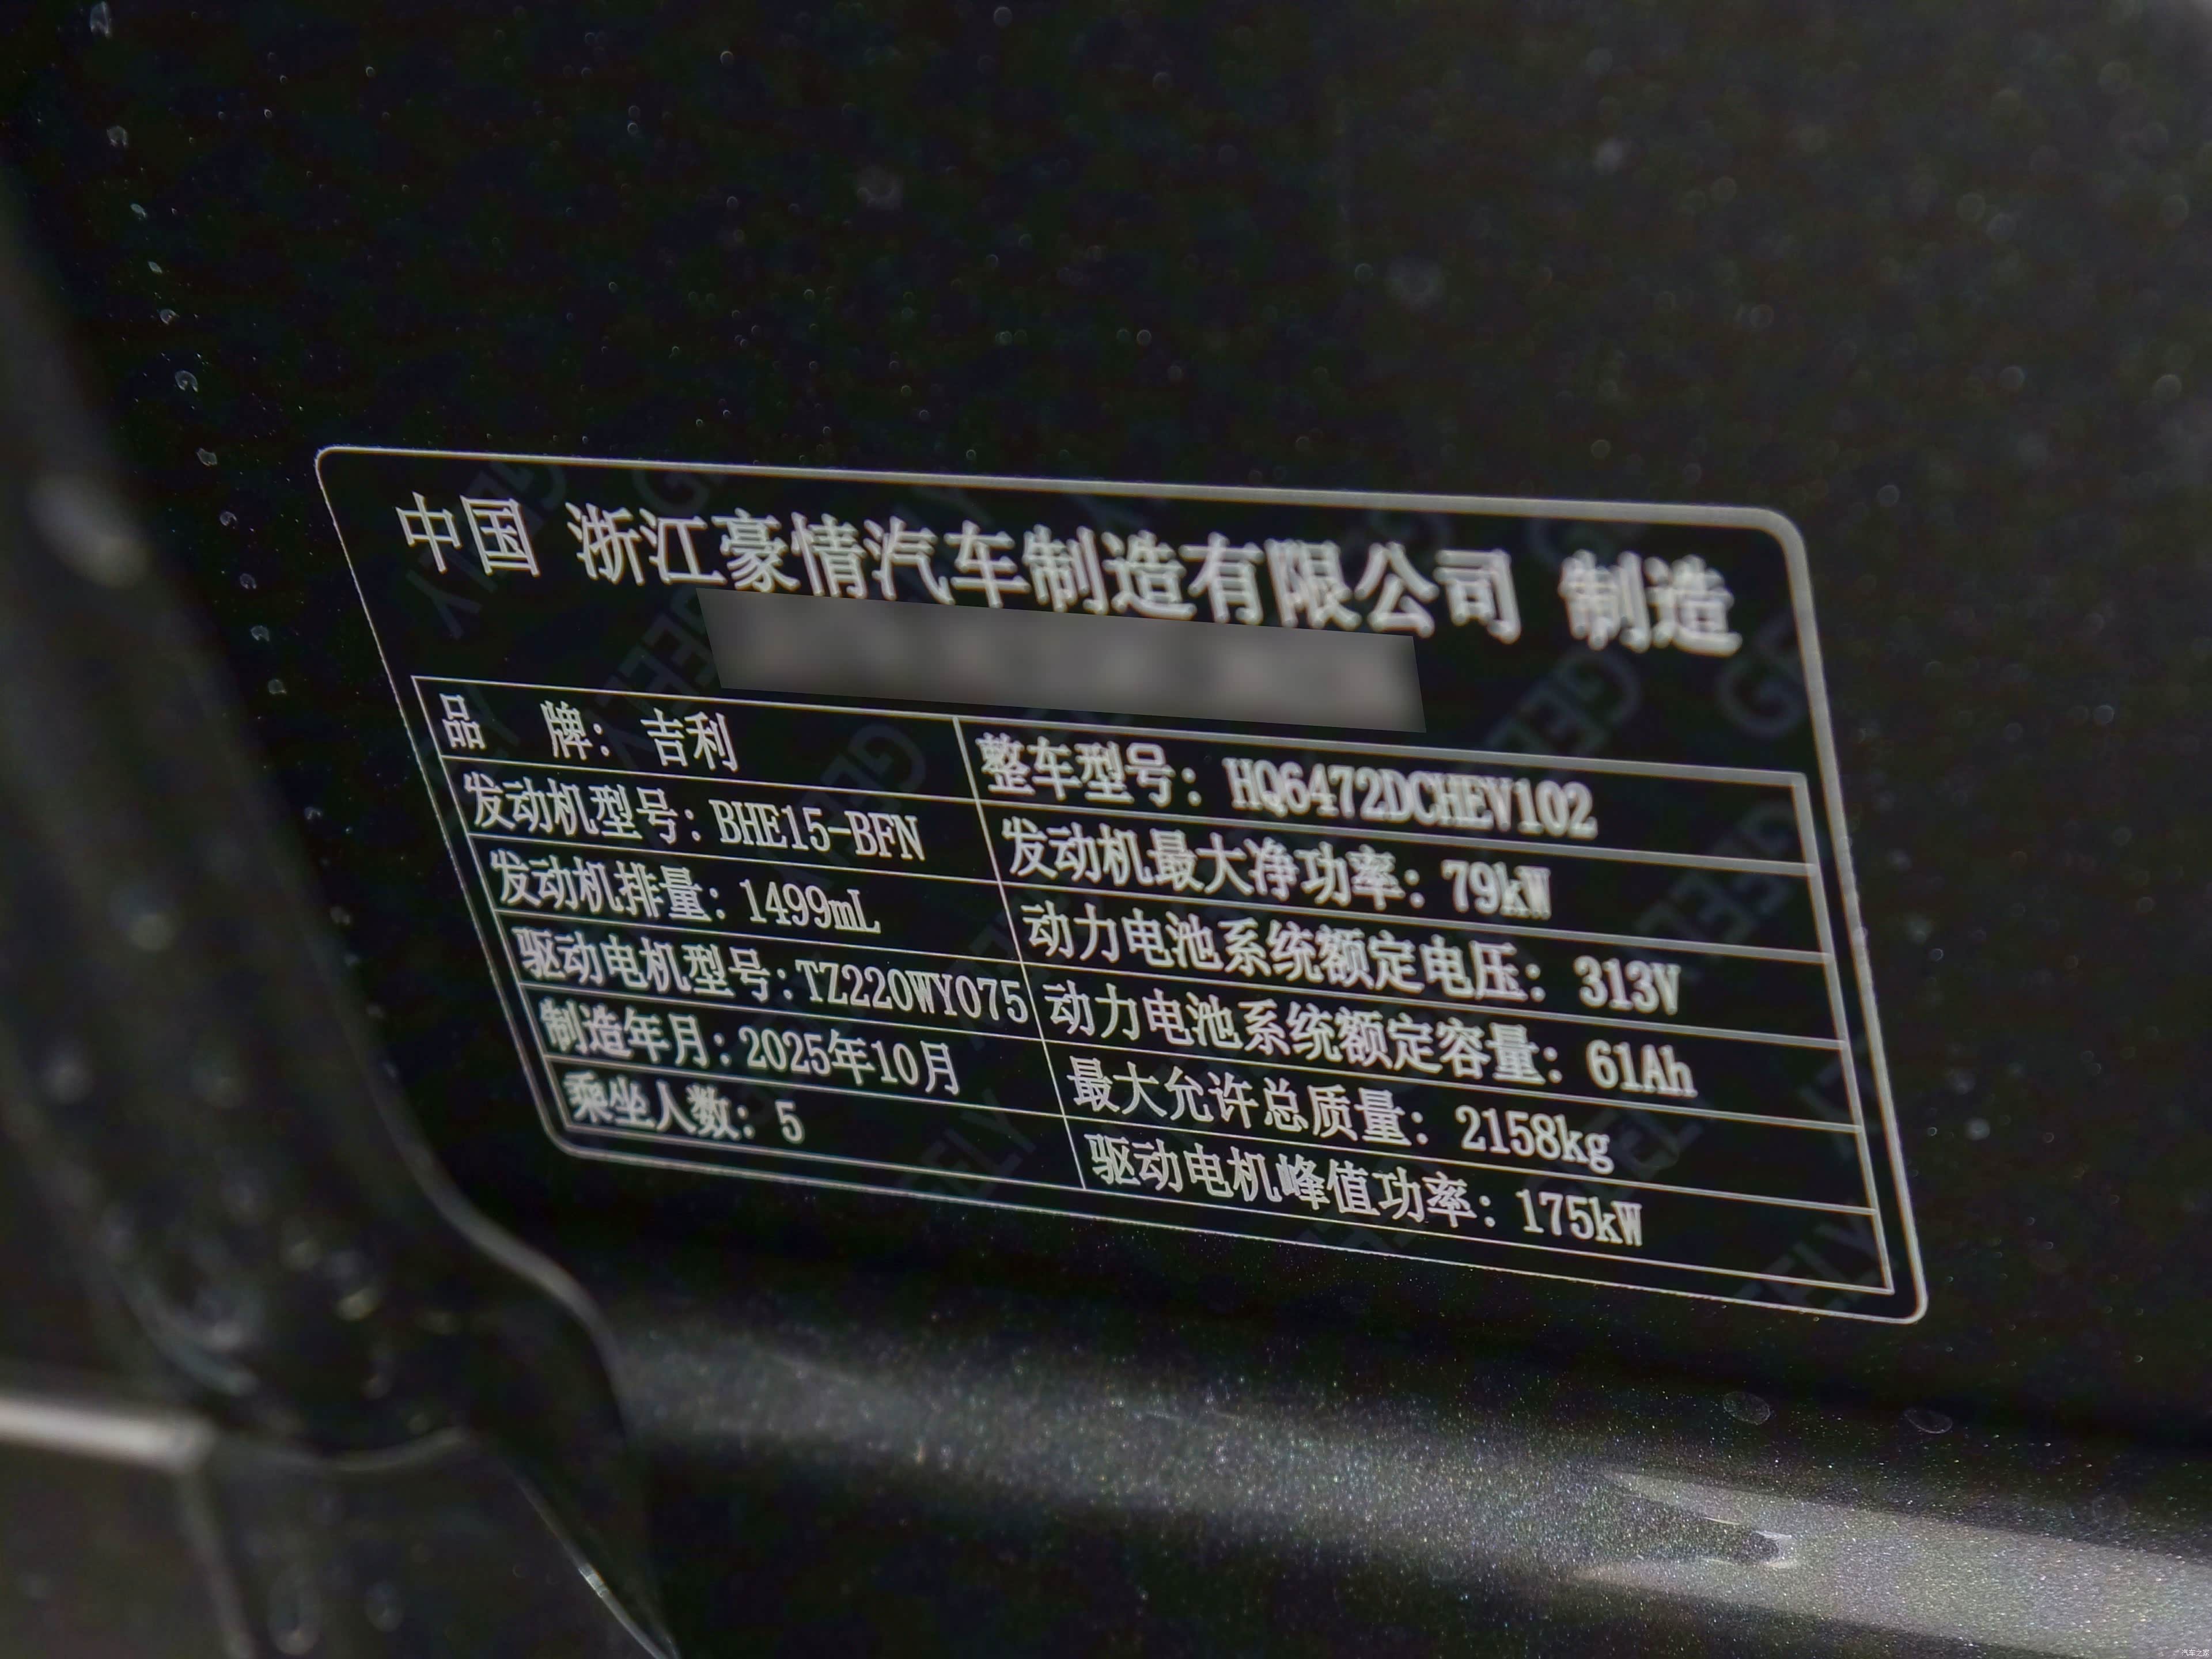 中国 浙江豪情汽车制造有限公司 制造
品 牌：吉利
整车型号：HQ6472DCHEV102
发动机型号：BHE15-BFN
发动机最大净功率：79kW
发动机排量：1499mL
动力电池系统额定电压：313V
驱动电机型号：TZ220WY075
动力电池系统额定容量：61Ah
制造年月：2025年10月
最大允许总质量：2158kg
乘坐人数：5
驱动电机峰值功率：175kW
汽车之家